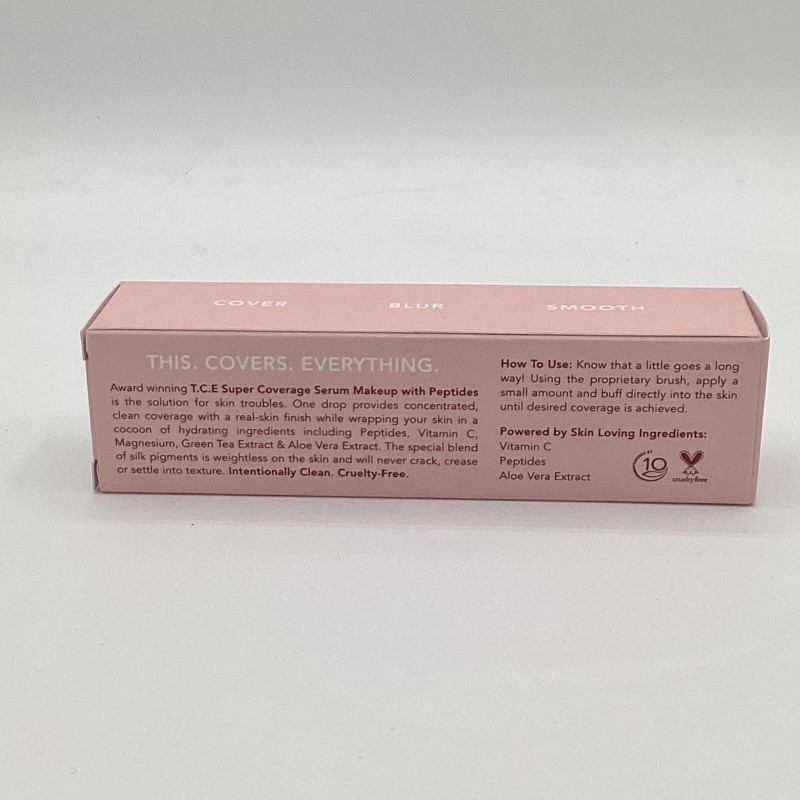 COVER BLUR SMOOTH
THIS. COVERS. EVERYTHING.
Award winning T.C.E Super Coverage Serum Makeup with Peptides
is the solution for skin troubles. One drop provides concentrated,
clean coverage with a real-skin finish while wrapping your skin in a
cocoon of hydrating ingredients including Peptides, Vitamin C,
Magnesium, Green Tea Extract & Aloe Vera Extract. The special blend
of silk pigments is weightless on the skin and will never crack, crease
or settle into texture. Intentionally Clean. Cruelty-Free.
How To Use: Know that a little goes a long
way! Using the proprietary brush, apply a
small amount and buff directly into the skin
until desired coverage is achieved.
Powered by Skin Loving Ingredients:
Vitamin C
Peptides
Aloe Vera Extract
10
crueltyfree